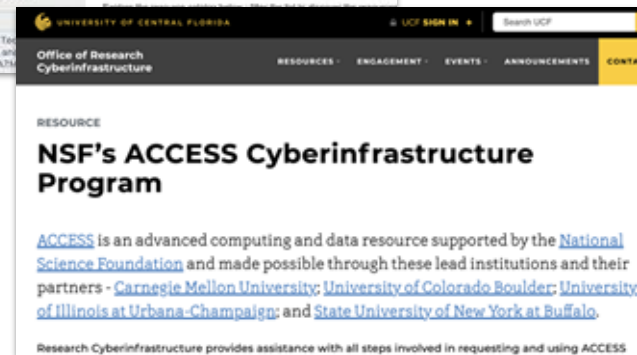 UNIVERSITY OF CENTRAL FLORIDA
UCF SIGN IN
Search UCF
Office of Research
Cyberinfrastructure
RESOURCES
ENGAGEMENT
EVENTS
ANNOUNCEMENTS
CONTA
RESOURCE
NSF's ACCESS Cyberinfrastructure
Program
ACCESS is an advanced computing and data resource supported by the National
Science Foundation and made possible through these lead institutions and their
partners - Carnegie Mellon University; University of Colorado Boulder; University
of Illinois at Urbana-Champaign; and State University of New York at Buffalo.
Research Cyberinfrastructure provides assistance with all steps involved in requesting and using ACCESS